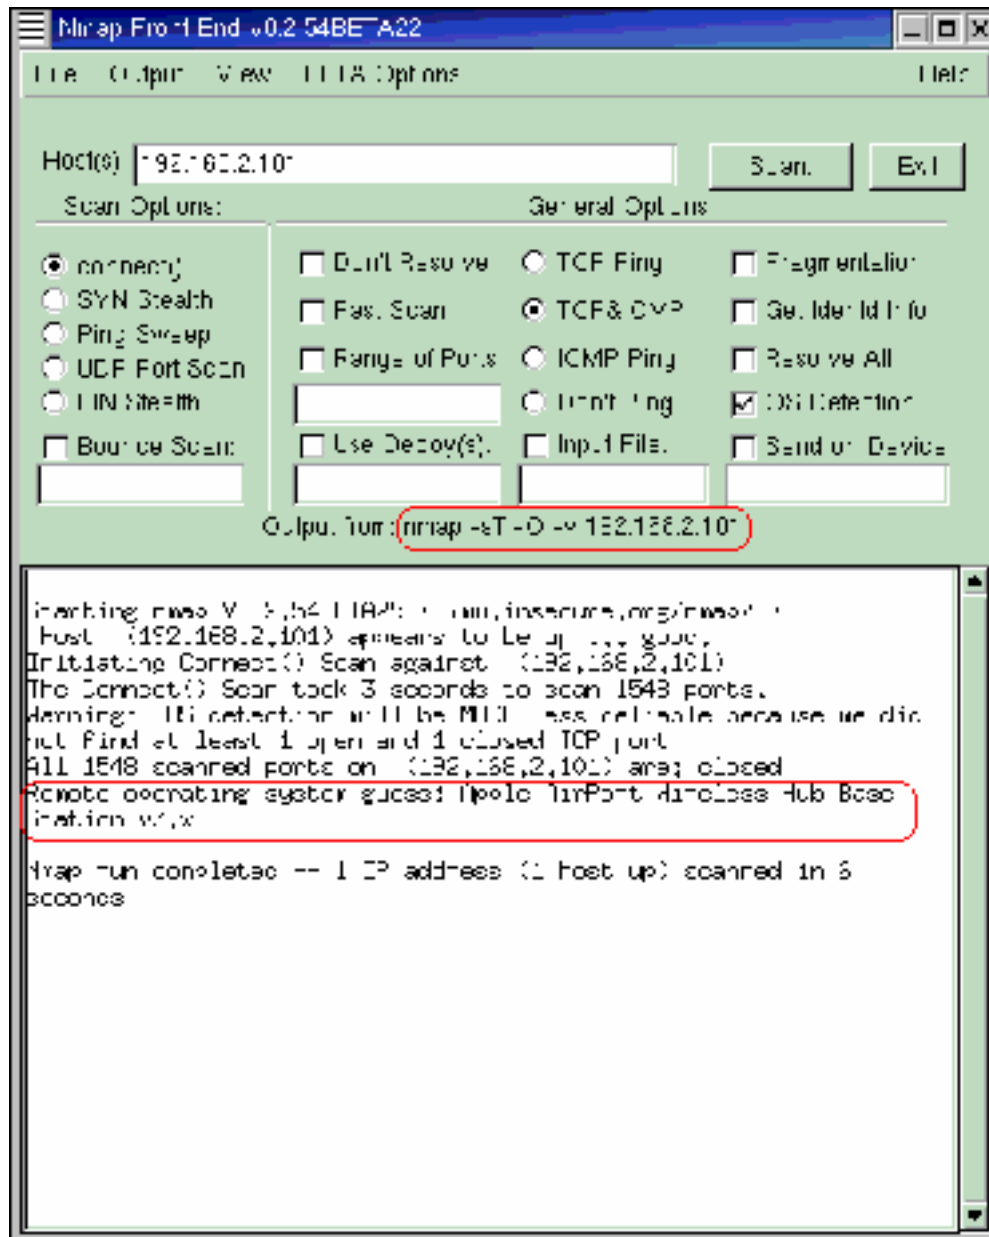 Nmap Front End v0.2.54BETA22
File Output View BETA Options Help
Host(s) 192.168.2.101 Scan. Exit
Scan Options: General Options
connect() Don't Resolve TCP Ping Fragmentation
SYN Stealth Fast Scan TCP&ICMP Get Identd Info
Ping Sweep Range of Ports ICMP Ping Resolve All
UDP Port Scan
FIN Stealth Don't Ping OS Detection
Bounce Scan: Use Decoy(s): Input File: Send on Device
Output from: nmap -sT -O -v 192.168.2.101
Starting nmap V. www.insecure.org/nmap/
Host (192.168.2.101) appears to be up ... good.
Initiating Connect() Scan against (192.168.2.101)
The Connect() Scan took 3 seconds to scan 1548 ports.
Warning: OS detection will be MUCH less reliable because we did
not find at least 1 open and 1 closed TCP port
All 1548 scanned ports on (192.168.2.101) are: closed
Remote operating system guess: Apple AirPort Wireless Hub Base
Station
Nmap run completed -- 1 IP address (1 host up) scanned in 6
seconds